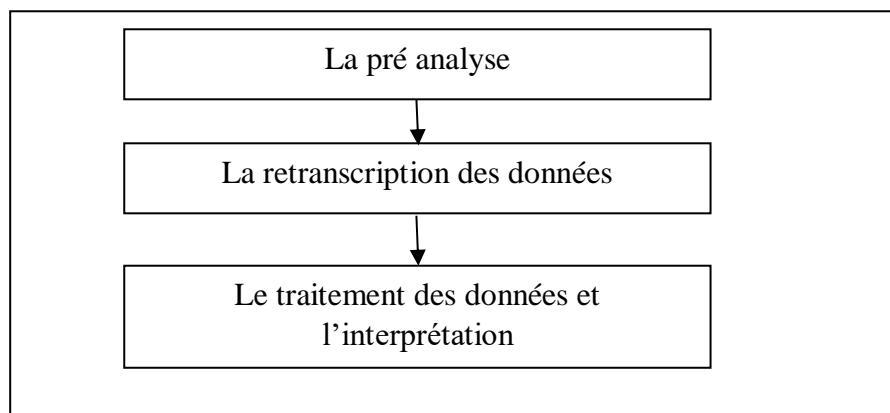 La pré analyse
La retranscription des données
Le traitement des données et
l’interprétation